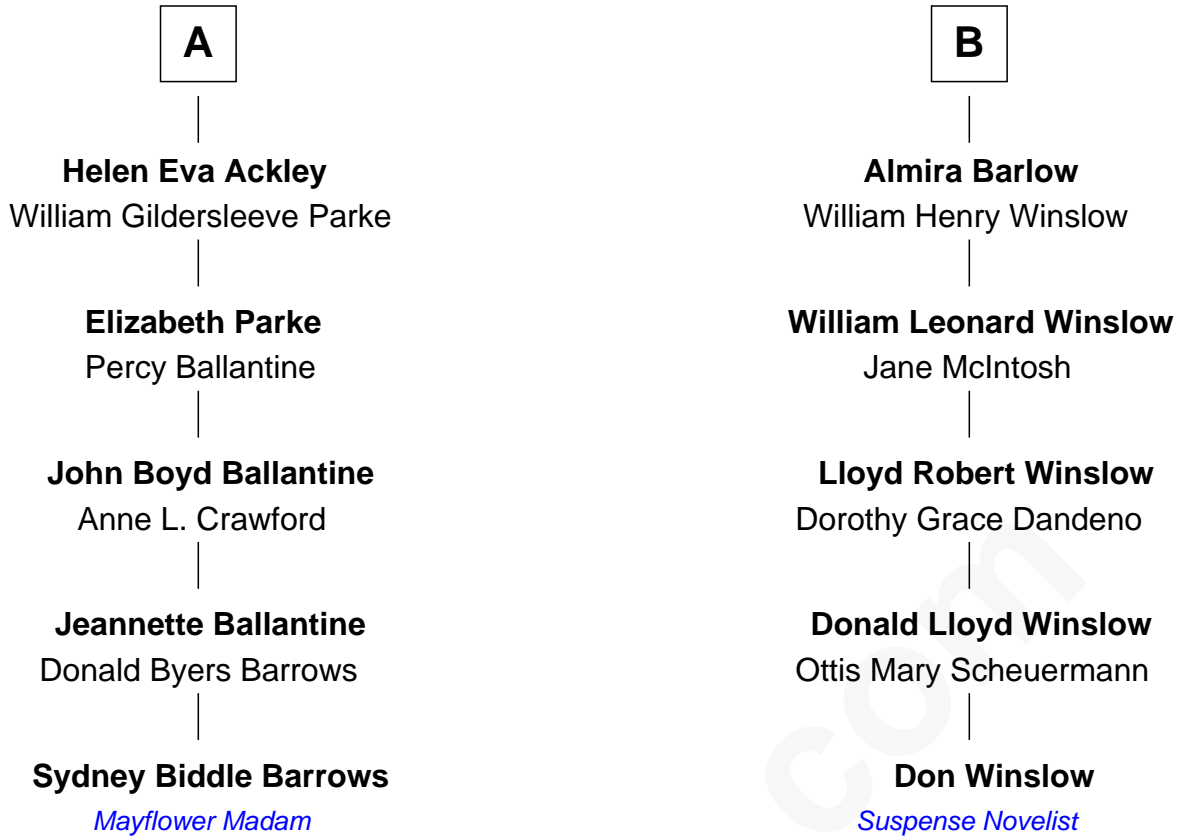 A
Helen Eva Ackley
William Gildersleeve Parke
Elizabeth Parke
Percy Ballantine
John Boyd Ballantine
Anne L. Crawford
Jeannette Ballantine
Donald Byers Barrows
Sydney Biddle Barrows
Mayflower Madam
B
Almira Barlow
William Henry Winslow
William Leonard Winslow
Jane McIntosh
Lloyd Robert Winslow
Dorothy Grace Dandeno
Donald Lloyd Winslow
Ottis Mary Scheuermann
Don Winslow
Suspense Novelist
com